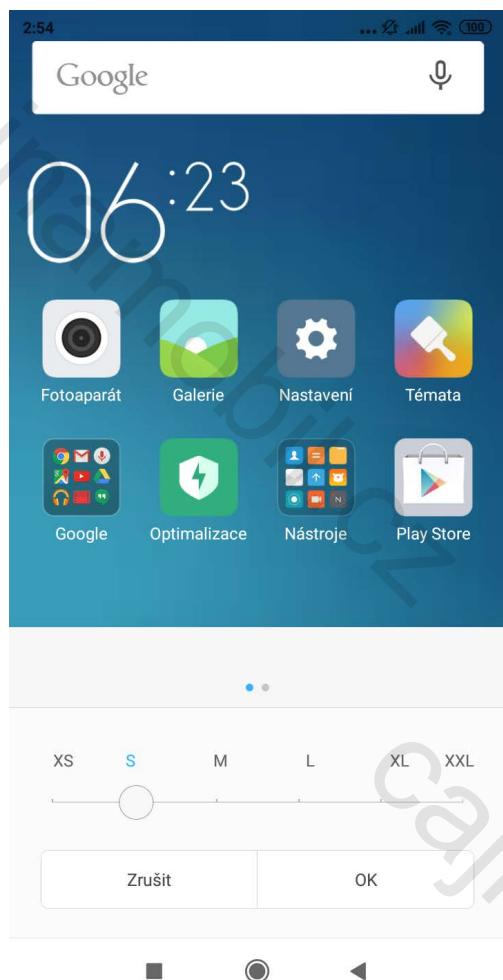 2:54 ... 100
Google
06:23
Fotoaparát Galerie Nastavení Témata
Google Optimalizace Nástroje Play Store
XS S M L XL XXL
Zrušit OK